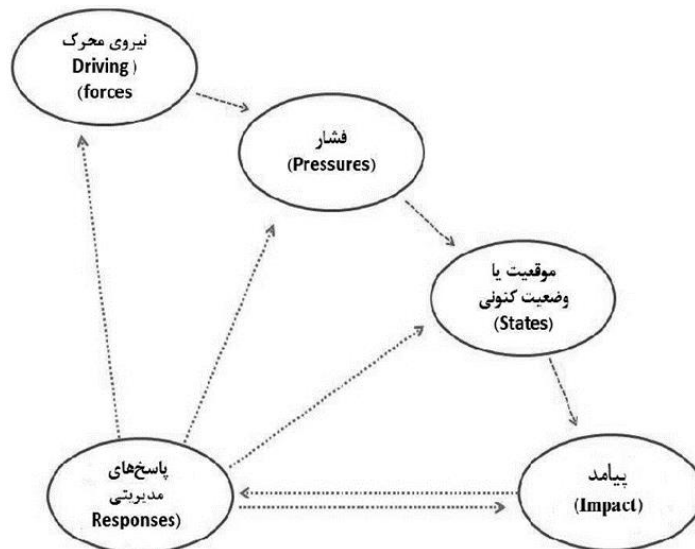 نیروی محرک
Driving )
(forces
فشار
(Pressures)
موقعیت یا
وضعیت کنونی
(States)
پاسخ‌های
مدیریتی
Responses)
پیامد
(Impact)